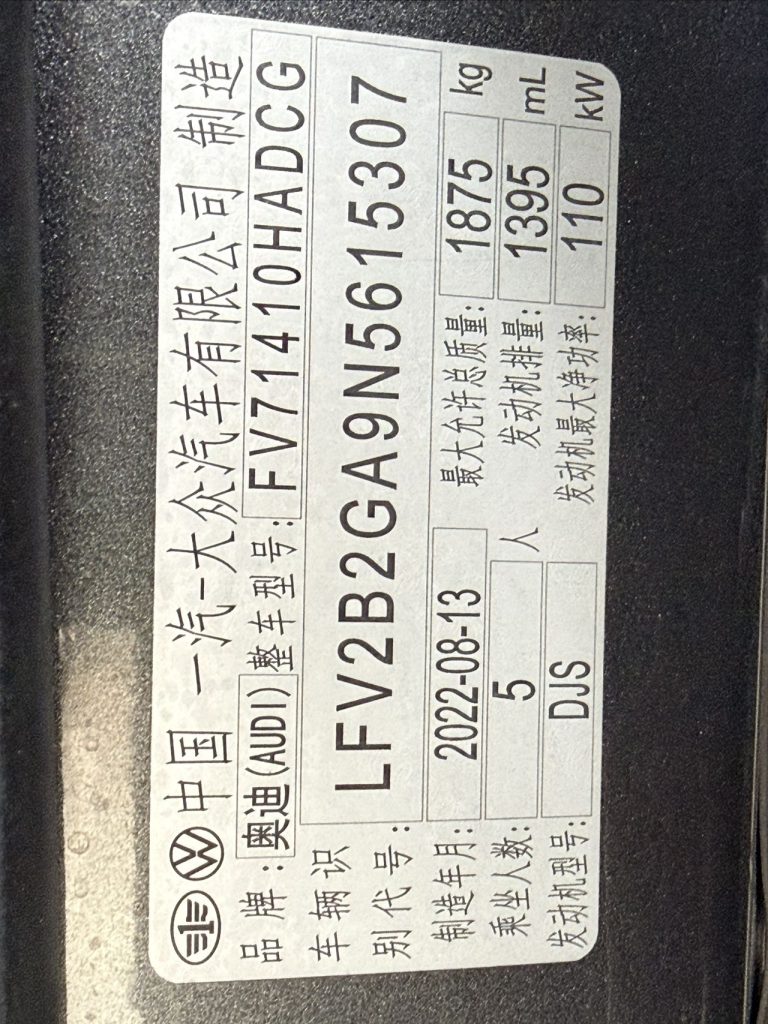 中国 一汽-大众汽车有限公司 制造
品牌: 奥迪(AUDI) 整车型号: FV71410HADCG
车辆识别代号: LFV2B2GA9N5615307
制造年月: 2022-08-13 最大允许总质量: 1875 kg
乘坐人数: 5 人 发动机排量: 1395 mL
发动机型号: DJS 发动机最大净功率: 110 kW